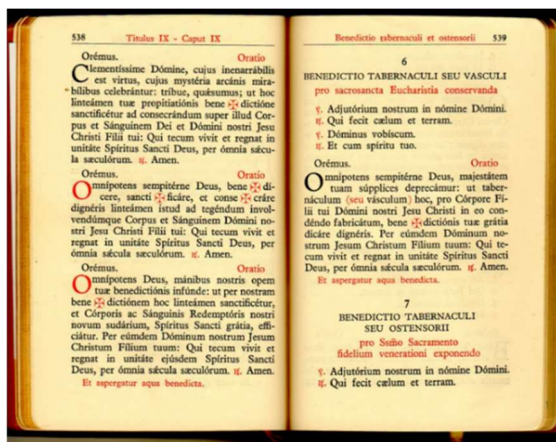 538 Titulus IX - Caput IX
Orémus. Oratio
Clementíssime Dómine, cujus inenarrábilis
est virtus, cujus mystéria arcánis mira-
bílibus celebrántur: tríbue, quǽsumus; ut hoc
linteámen tuæ propitiatiónis bene ✠ dictióne
sanctificétur ad consecrándum super illud Cor-
pus et Sánguinem Dei et Dómini nostri Jesu
Christi Fílii tui: Qui tecum vivit et regnat in
unitáte Spíritus Sancti Deus, per ómnia sǽcu-
la sæculórum. ℟. Amen.
Orémus. Oratio
Omnípotens sempitérne Deus, bene ✠ dí-
cere, sancti ✠ ficáre, et conse ✠ cráre
dignéris linteámen istud ad tegéndum invol-
vendúmque Corpus et Sánguinem Dómini no-
stri Jesu Christi Fílii tui: Qui tecum vivit et
regnat in unitáte Spíritus Sancti Deus, per
ómnia sǽcula sæculórum. ℟. Amen.
Orémus. Oratio
Omnípotens Deus, mánibus nostris opem
tuæ benedictiónis infúnde: ut per nostram
bene ✠ dictiónem hoc linteámen sanctificétur,
et Córporis ac Sánguinis Redemptóris nostri
novum sudárium, Spíritus Sancti grátia, effi-
ciátur. Per eúmdem Dóminum nostrum Jesum
Christum Fílium tuum: Qui tecum vivit et
regnat in unitáte ejúsdem Spíritus Sancti
Deus, per ómnia sǽcula sæculórum. ℟. Amen.
Et aspergatur aqua benedicta.
Benedictio tabernaculi et ostensorii 539
6
BENEDICTIO TABERNACULI SEU VASCULI
pro sacrosancta Eucharistia conservanda
℣. Adjutórium nostrum in nómine Dómini.
℟. Qui fecit cælum et terram.
℣. Dóminus vobíscum.
℟. Et cum spíritu tuo.
Orémus. Oratio
Omnípotens sempitérne Deus, majestátem
tuam súpplices deprecámur: ut taber-
náculum (seu vásculum) hoc, pro Córpore Fí-
lii tui Dómini nostri Jesu Christi in eo con-
déndo fabricátum, bene ✠ dictiónis tuæ grátia
dicáre dignéris. Per eúmdem Dóminum no-
strum Jesum Christum Fílium tuum: Qui te-
cum vivit et regnat in unitáte Spíritus Sancti
Deus, per ómnia sǽcula sæculórum. ℟. Amen.
Et aspergatur aqua benedicta.
7
BENEDICTIO TABERNACULI
SEU OSTENSORII
pro Ssm̄o Sacramento
fidelium venerationi exponendo
℣. Adjutórium nostrum in nómine Dómini.
℟. Qui fecit cælum et terram.